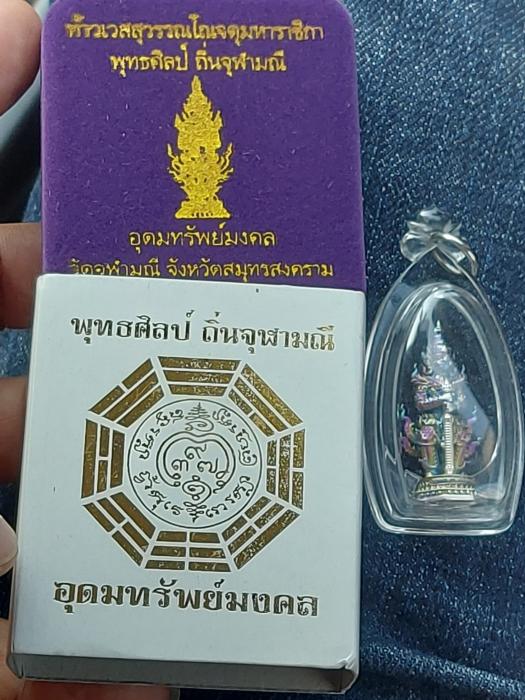 ท้าวเวสสุวรรณโณจตุมหาราชิกา
พุทธศิลป์ ถิ่นจุฬามณี
อุดมทรัพย์มงคล
วัดจุฬามณี จังหวัดสมุทรสงคราม
พุทธศิลป์ ถิ่นจุฬามณี
อุดมทรัพย์มงคล